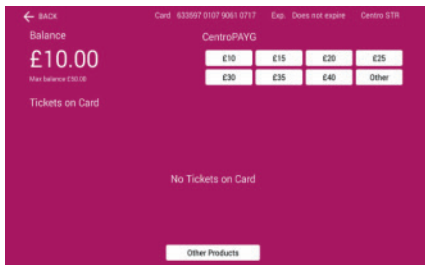 ← BACK Card 633597 0107 9061 0717 Exp. Does not expire Centro STR
Balance CentroPAYG
£10.00
£10 £15 £20 £25
Max balance £50.00
£30 £35 £40 Other
Tickets on Card
No Tickets on Card
Other Products